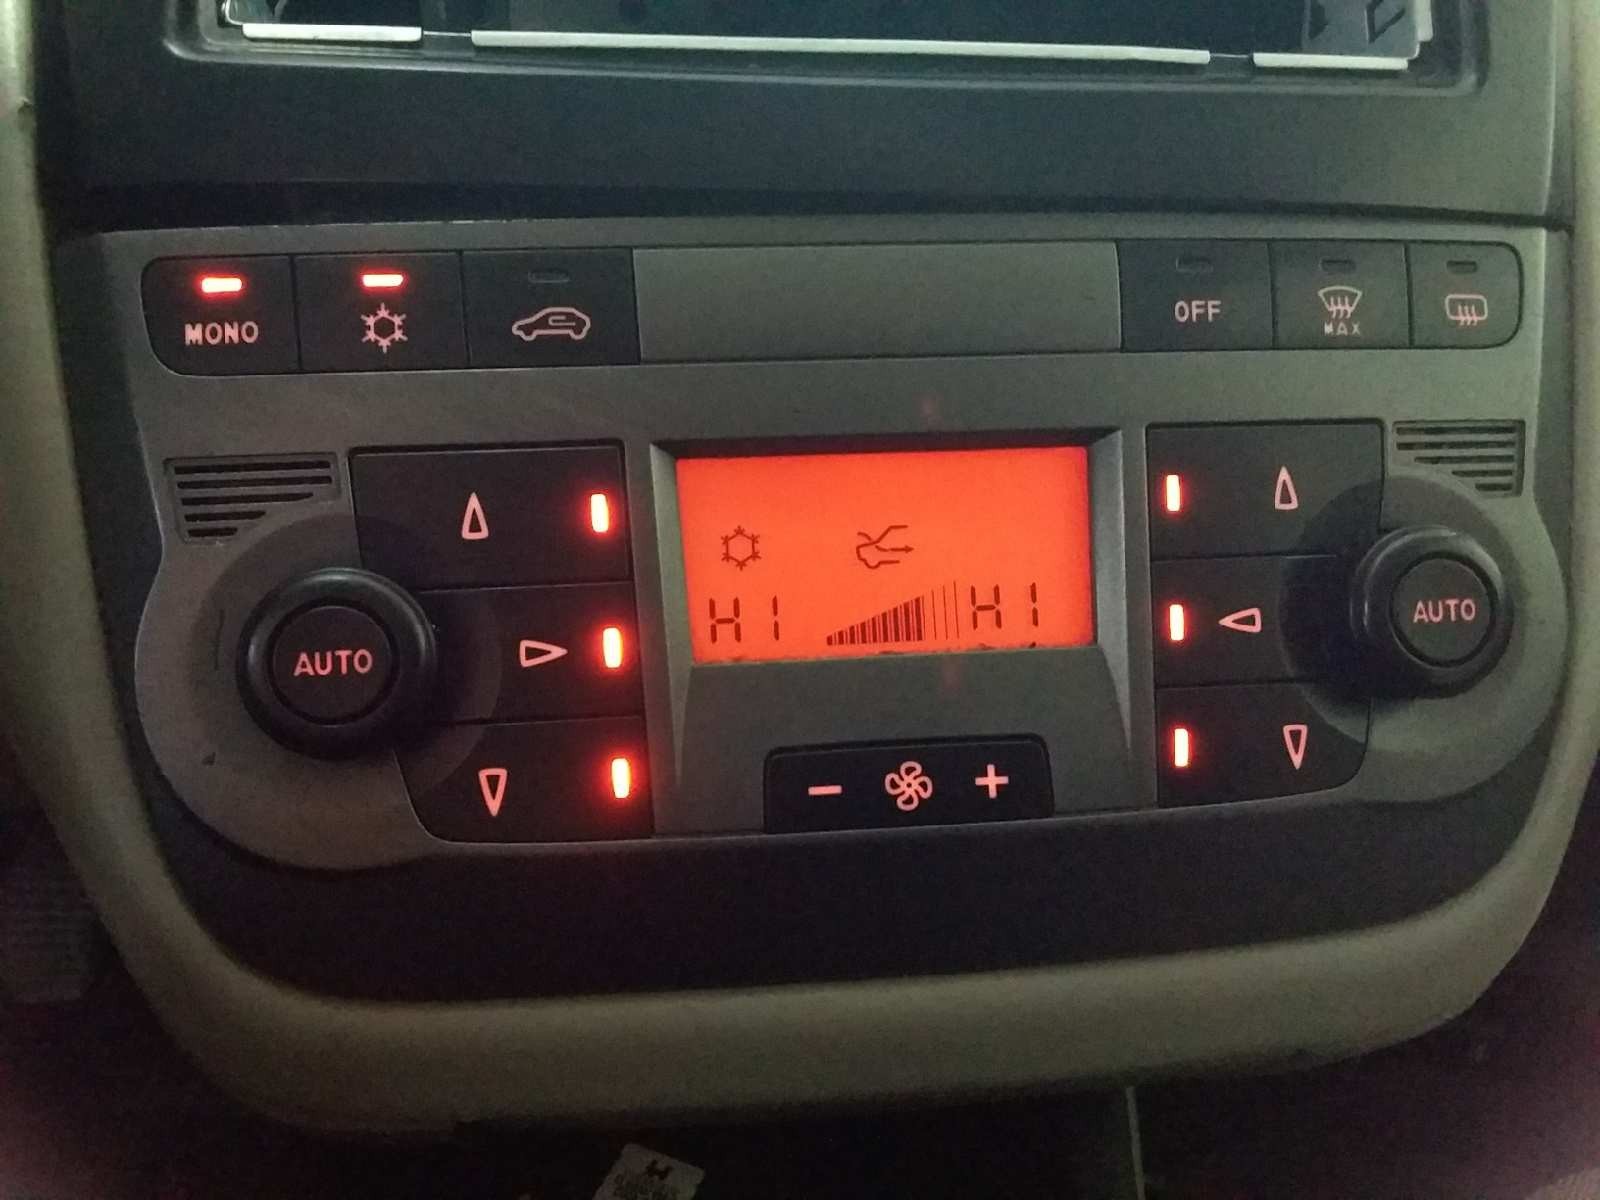 MONO
OFF
MAX
HI HI
AUTO
AUTO
- +